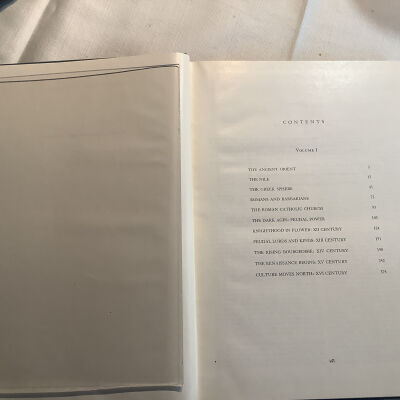 CONTENTS
VOLUME I
THE ANCIENT ORIENT
THE NILE
THE GREEK SPHERE
ROMANS AND BARBARIANS
THE ROMAN CATHOLIC CHURCH
THE DARK AGES: FEUDAL POWER
KNIGHTHOOD IN FLOWER: XII CENTURY
FEUDAL LORDS AND KINGS: XIII CENTURY
THE RISING BOURGEOISIE: XIV CENTURY
THE RENAISSANCE BEGINS: XV CENTURY
CULTURE MOVES NORTH: XVI CENTURY